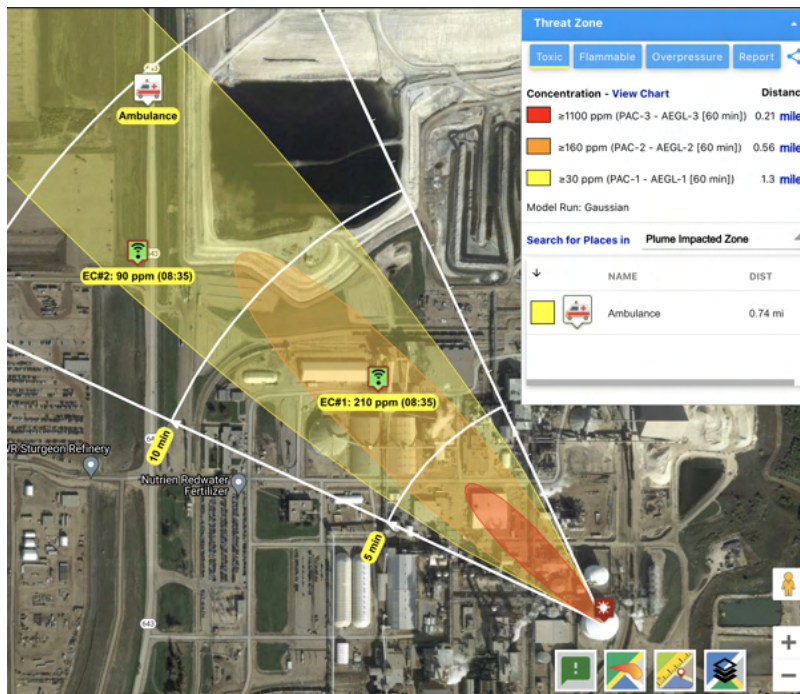 Threat Zone
Toxic
Flammable
Overpressure
Report
Concentration - View Chart
Distanc
≥1100 ppm (PAC-3 - AEGL-3 [60 min])
0.21 mile
≥160 ppm (PAC-2 - AEGL-2 [60 min])
0.56 mile
≥30 ppm (PAC-1 - AEGL-1 [60 min])
1.3 mile
Model Run: Gaussian
Search for Places in
Plume Impacted Zone
NAME
DIST
Ambulance
0.74 mi
Ambulance
EC#2: 90 ppm (08:35)
EC#1: 210 ppm (08:35)
10 min
VR Sturgeon Refinery
Nutrien Redwater
Fertilizer
5 min
643